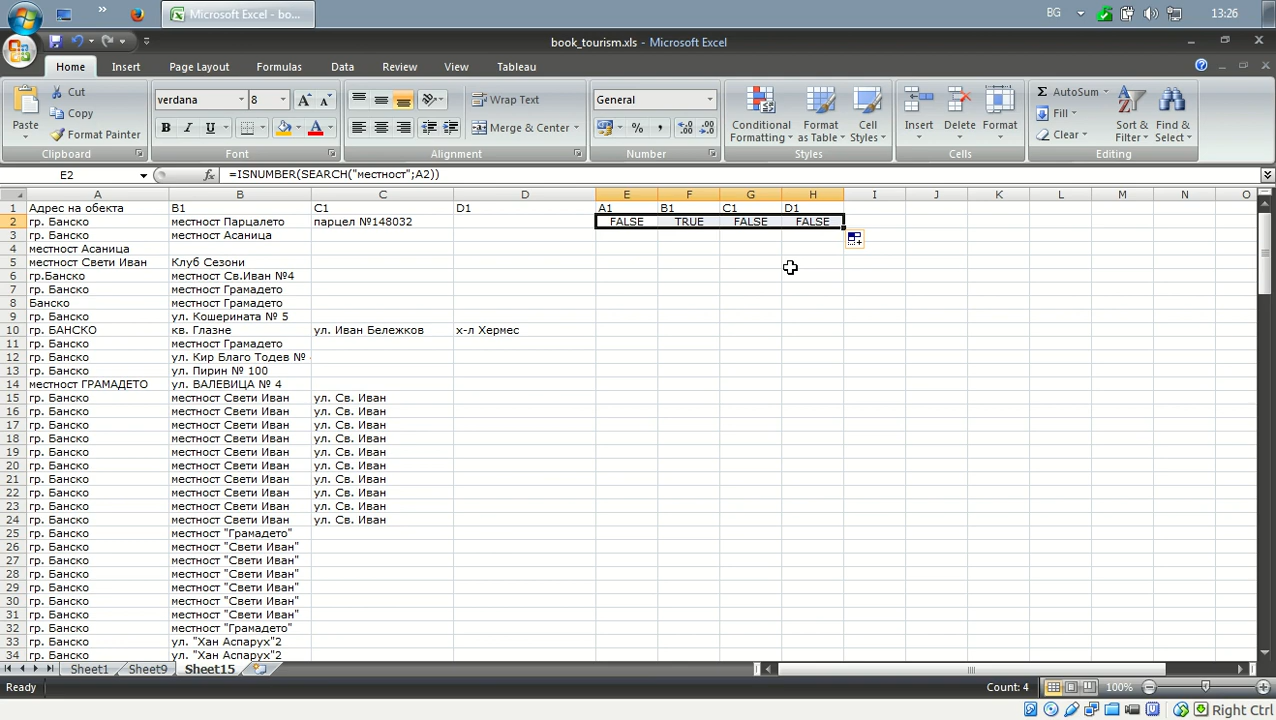 Microsoft Excel - bo...
BG
13:26
book_tourism.xls - Microsoft Excel
Home Insert Page Layout Formulas Data Review View Tableau
Cut
Copy
Format Painter
Paste
Clipboard
verdana 8
B I U
Font
Wrap Text
Merge & Center
Alignment
General
Number
Conditional Formatting
Format as Table
Cell Styles
Styles
Insert Delete Format
Cells
AutoSum
Fill
Clear
Sort & Filter
Find & Select
Editing
E2 fx =ISNUMBER(SEARCH("местност";A2))
A B C D E F G H I J K L M N O
1 Адрес на обекта B1 C1 D1 A1 B1 C1 D1
2 гр. Банско местност Парцалето парцел №148032 FALSE TRUE FALSE FALSE
3 гр. Банско местност Асаница
4 местност Асаница
5 местност Свети Иван Клуб Сезони
6 гр.Банско местност Св.Иван №4
7 гр. Банско местност Грамадето
8 Банско местност Грамадето
9 гр. Банско ул. Кошерината № 5
10 гр. БАНСКО кв. Глазне ул. Иван Бележков х-л Хермес
11 гр. Банско местност Грамадето
12 гр. Банско ул. Кир Благо Тодев №
13 гр. Банско ул. Пирин № 100
14 местност ГРАМАДЕТО ул. ВАЛЕВИЦА № 4
15 гр. Банско местност Свети Иван ул. Св. Иван
16 гр. Банско местност Свети Иван ул. Св. Иван
17 гр. Банско местност Свети Иван ул. Св. Иван
18 гр. Банско местност Свети Иван ул. Св. Иван
19 гр. Банско местност Свети Иван ул. Св. Иван
20 гр. Банско местност Свети Иван ул. Св. Иван
21 гр. Банско местност Свети Иван ул. Св. Иван
22 гр. Банско местност Свети Иван ул. Св. Иван
23 гр. Банско местност Свети Иван ул. Св. Иван
24 гр. Банско местност Свети Иван ул. Св. Иван
25 гр. Банско местност "Грамадето"
26 гр. Банско местност "Свети Иван"
27 гр. Банско местност "Свети Иван"
28 гр. Банско местност "Свети Иван"
29 гр. Банско местност "Свети Иван"
30 гр. Банско местност "Свети Иван"
31 гр. Банско местност "Свети Иван"
32 гр. Банско местност "Грамадето"
33 гр. Банско ул. "Хан Аспарух"2
34 гр. Банско ул. "Хан Аспарух"2
Sheet1 Sheet9 Sheet15
Ready Count: 4 100%
Right Ctrl